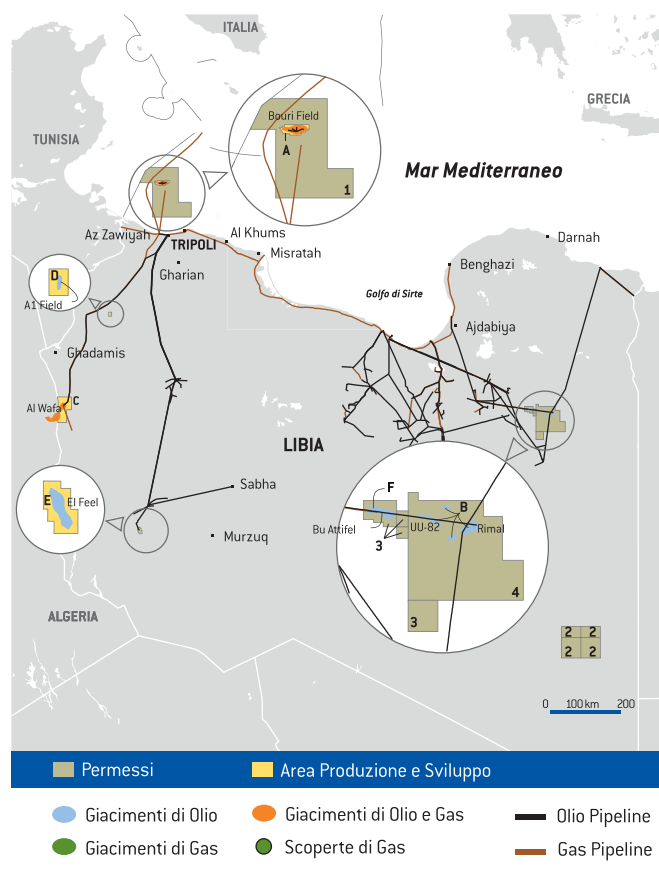 ITALIA
GRECIA
TUNISIA
Bouri Field
A
1
Mar Mediterraneo
Az Zawiyah
TRIPOLI
Al Khums
Misratah
Darnah
Gharian
Benghazi
D
A1 Field
Golfo di Sirte
Ajdabiya
Ghadamis
C
Al Wafa
LIBIA
E
El Feel
Sabha
Murzuq
F
B
Bu Attifel
UU-82
Rimal
3
4
3
ALGERIA
2 2
2 2
0 100 km 200
Permessi
Area Produzione e Sviluppo
Giacimenti di Olio
Giacimenti di Olio e Gas
Olio Pipeline
Giacimenti di Gas
Scoperte di Gas
Gas Pipeline